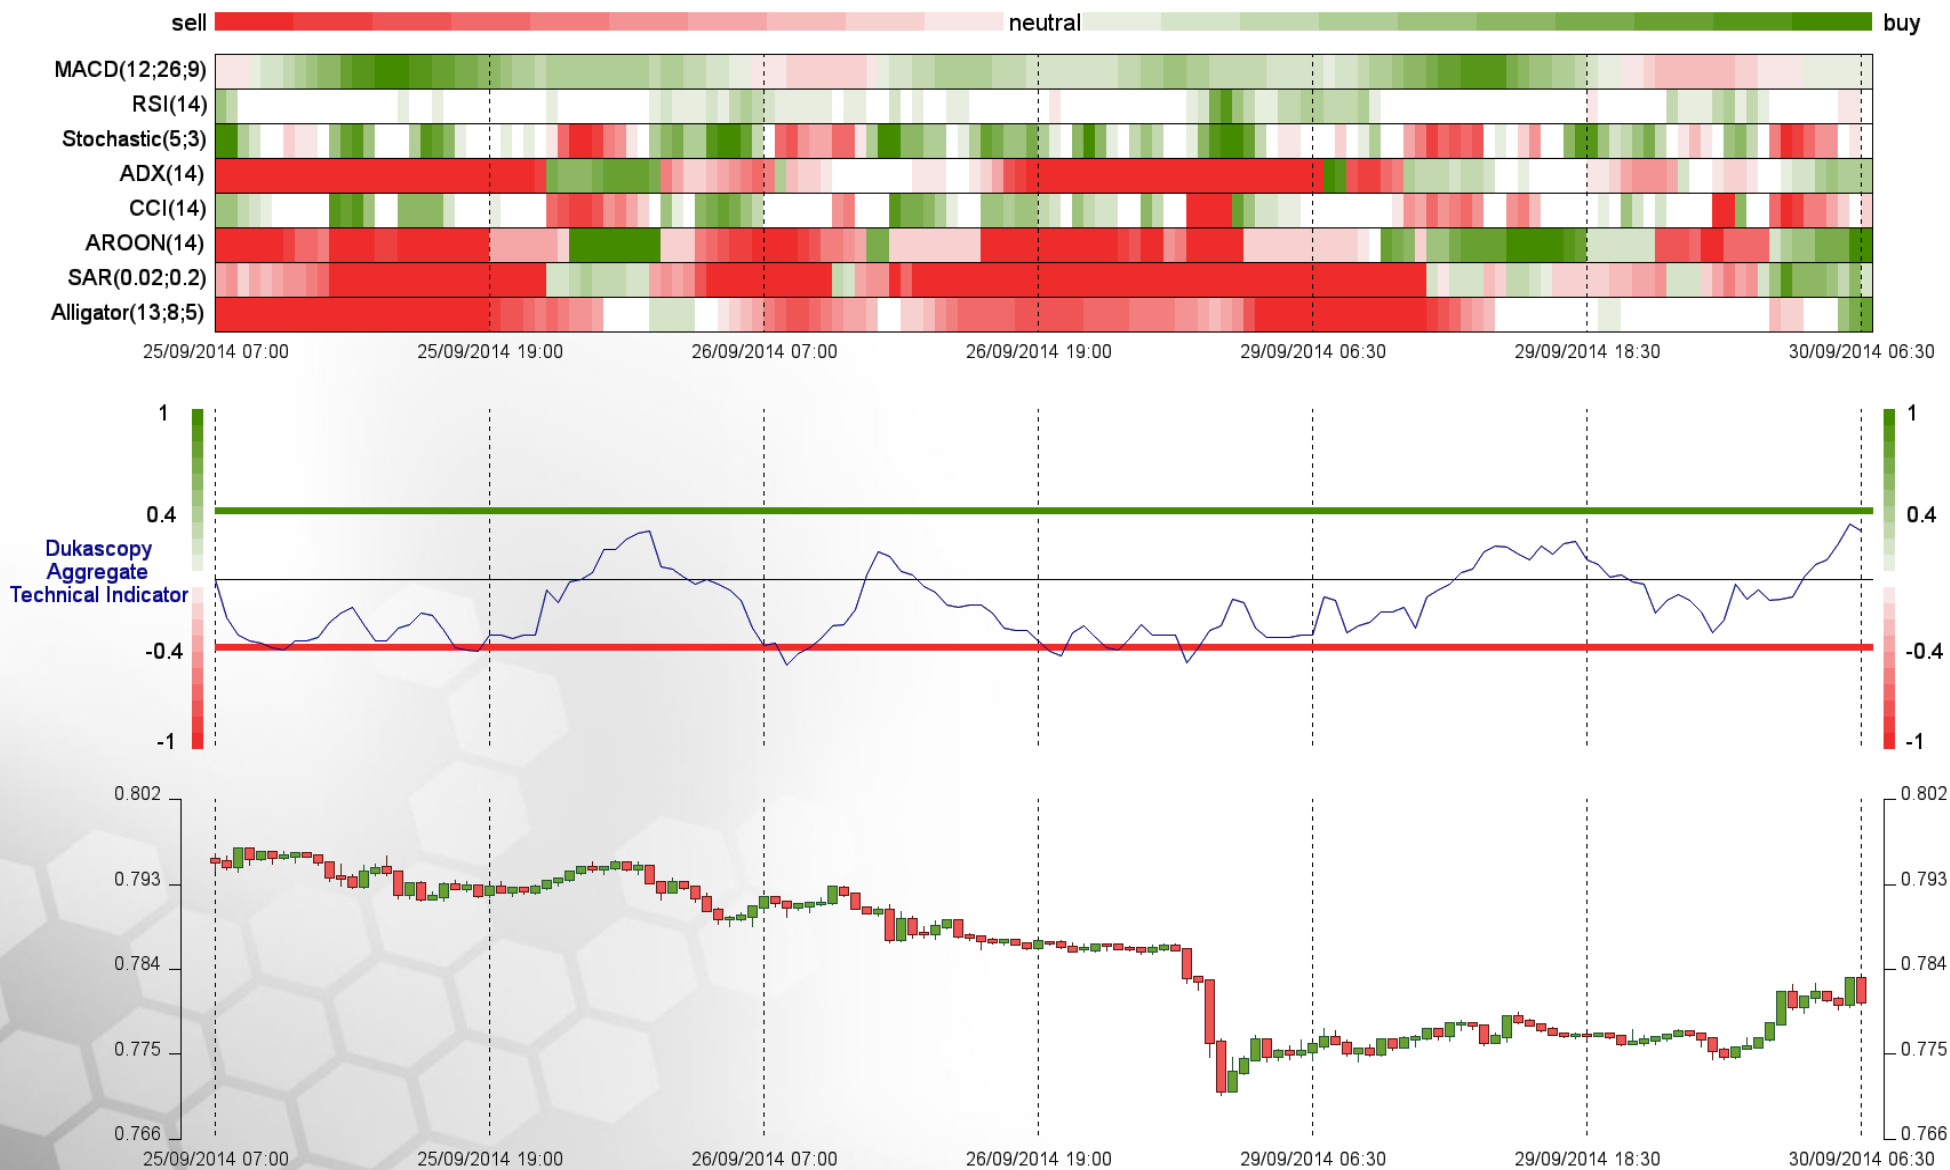 sell neutral buy
MACD(12;26;9)
RSI(14)
Stochastic(5;3)
ADX(14)
CCI(14)
AROON(14)
SAR(0.02;0.2)
Alligator(13;8;5)
25/09/2014 07:00 25/09/2014 19:00 26/09/2014 07:00 26/09/2014 19:00 29/09/2014 06:30 29/09/2014 18:30 30/09/2014 06:30
1 1
0.4 0.4
Dukascopy
Aggregate
Technical Indicator
-0.4 -0.4
-1 -1
0.802 0.802
0.793 0.793
0.784 0.784
0.775 0.775
0.766 0.766
25/09/2014 07:00 25/09/2014 19:00 26/09/2014 07:00 26/09/2014 19:00 29/09/2014 06:30 29/09/2014 18:30 30/09/2014 06:30